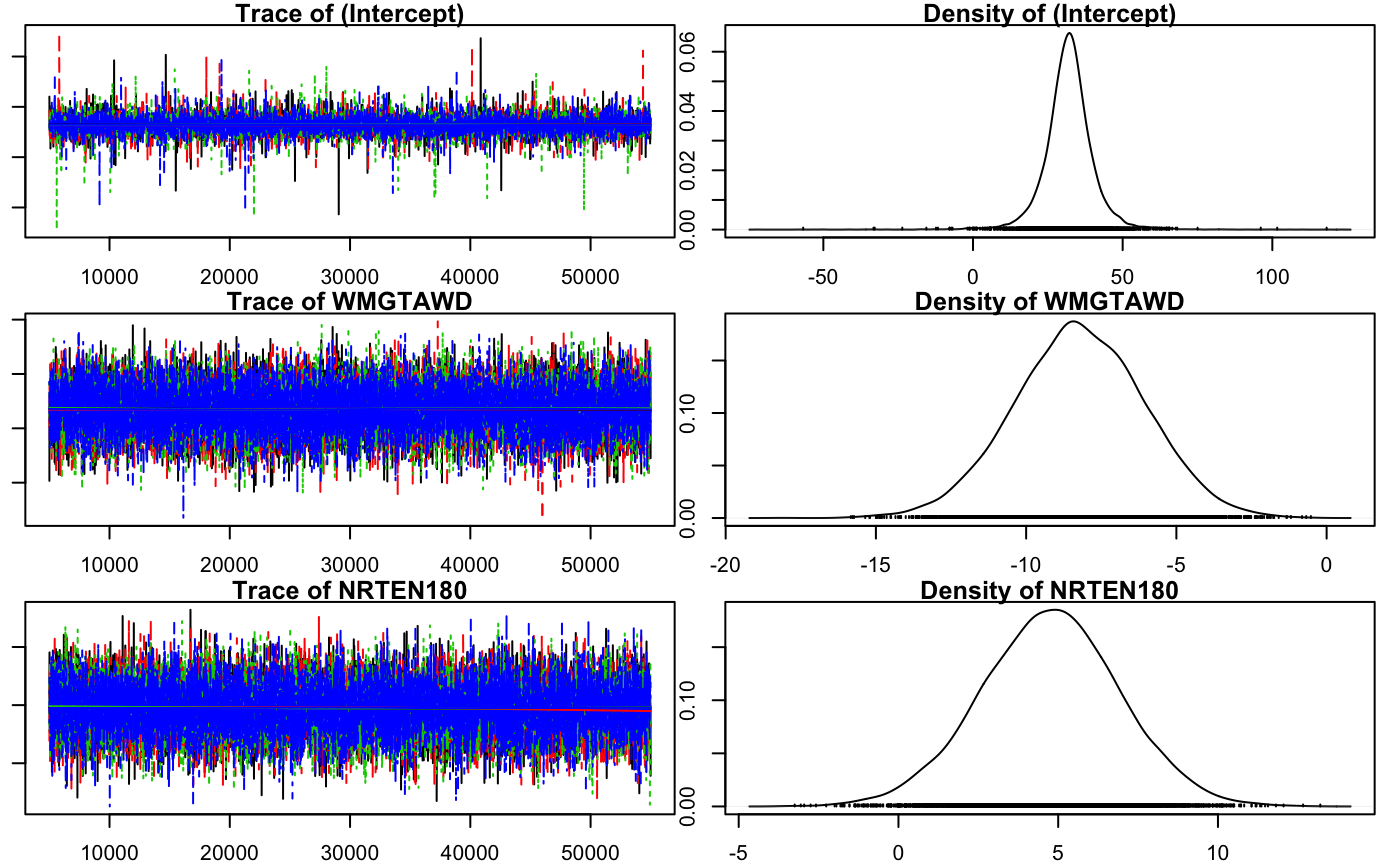 Trace of (Intercept)
10000 20000 30000 40000 50000
Density of (Intercept)
0.00 0.02 0.04 0.06
-50 0 50 100
Trace of WMGTAWD
10000 20000 30000 40000 50000
Density of WMGTAWD
0.00 0.10
-20 -15 -10 -5 0
Trace of NRTEN180
10000 20000 30000 40000 50000
Density of NRTEN180
0.00 0.10
-5 0 5 10